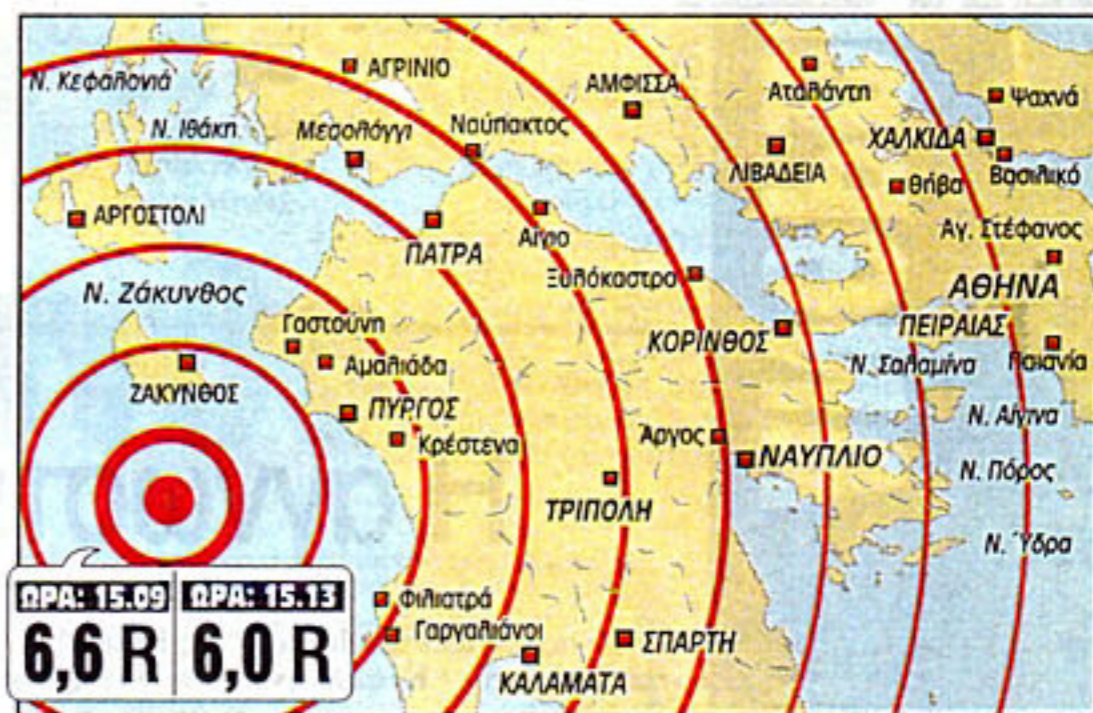 Ν. Κεφαλονιά
ΑΓΡΙΝΙΟ
ΑΜΦΙΣΣΑ
Αταλάντη
Ψαχνά
Ν. Ιθάκη
Μεσολόγγι
Ναύπακτος
ΧΑΛΚΙΔΑ
ΛΙΒΑΔΕΙΑ
Βασιλικό
Θήβα
ΑΡΓΟΣΤΟΛΙ
ΠΑΤΡΑ
Αίγιο
Αγ. Στέφανος
Ξυλόκαστρο
ΑΘΗΝΑ
Ν. Ζάκυνθος
Γαστούνη
ΚΟΡΙΝΘΟΣ
ΠΕΙΡΑΙΑΣ
Αμαλιάδα
Ν. Σαλαμίνα
Παιανία
ΖΑΚΥΝΘΟΣ
ΠΥΡΓΟΣ
Ν. Αίγινα
Κρέστενα
Άργος
ΝΑΥΠΛΙΟ
Ν. Πόρος
ΤΡΙΠΟΛΗ
Ν. Ύδρα
ΩΡΑ: 15.09 ΩΡΑ: 15.13
6,6 R 6,0 R
Φιλιατρά
Γαργαλιάνοι
ΣΠΑΡΤΗ
ΚΑΛΑΜΑΤΑ